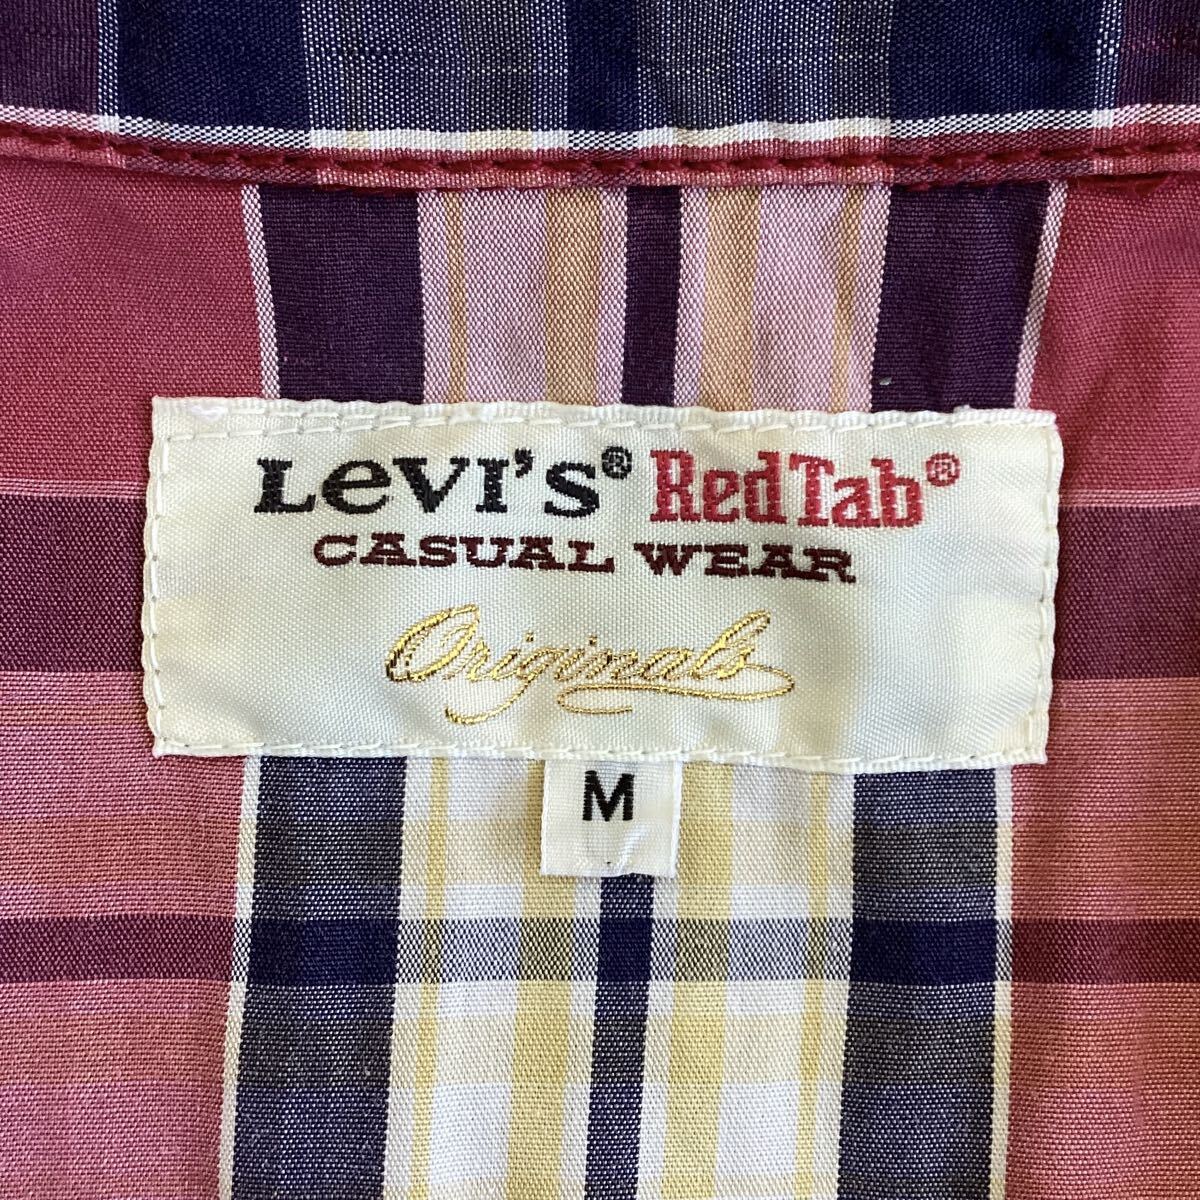 LeVI'S® RedTab®
CASUAL WEAR
Originals
M